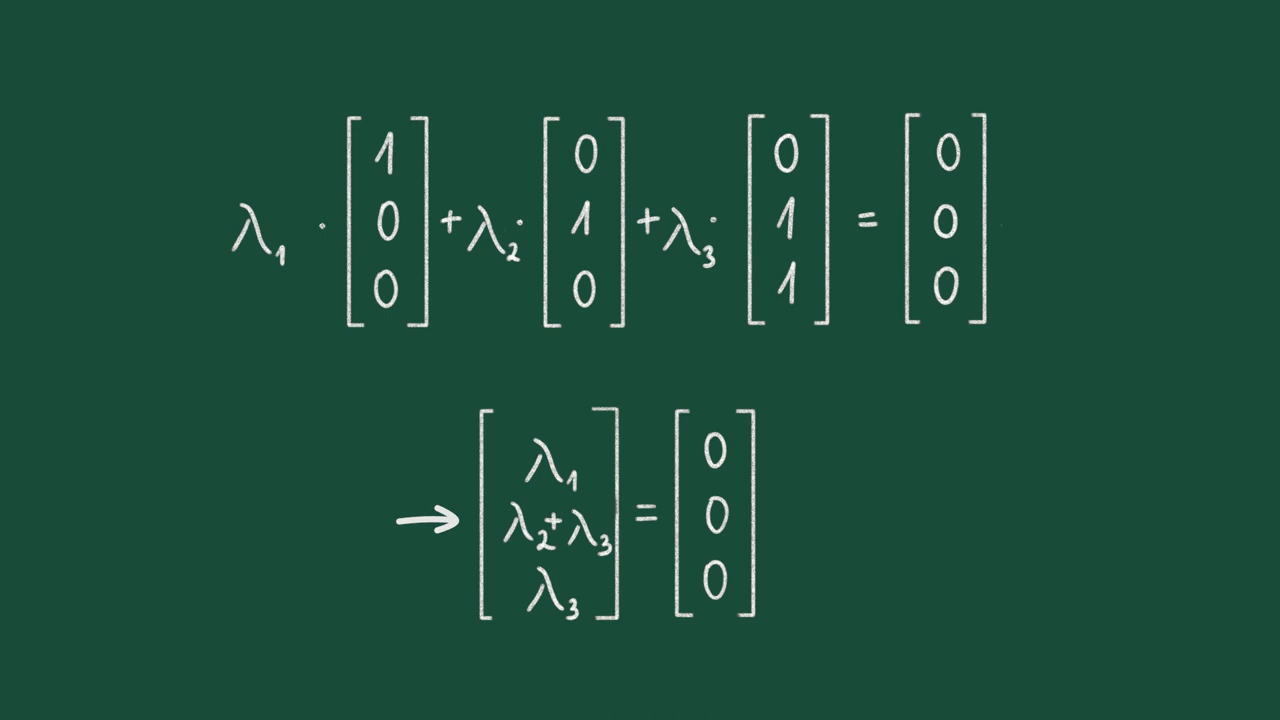 λ₁ · [1 0 0] + λ₂ · [0 1 0] + λ₃ · [0 1 1] = [0 0 0]
→ [λ₁ λ₂+λ₃ λ₃] = [0 0 0]